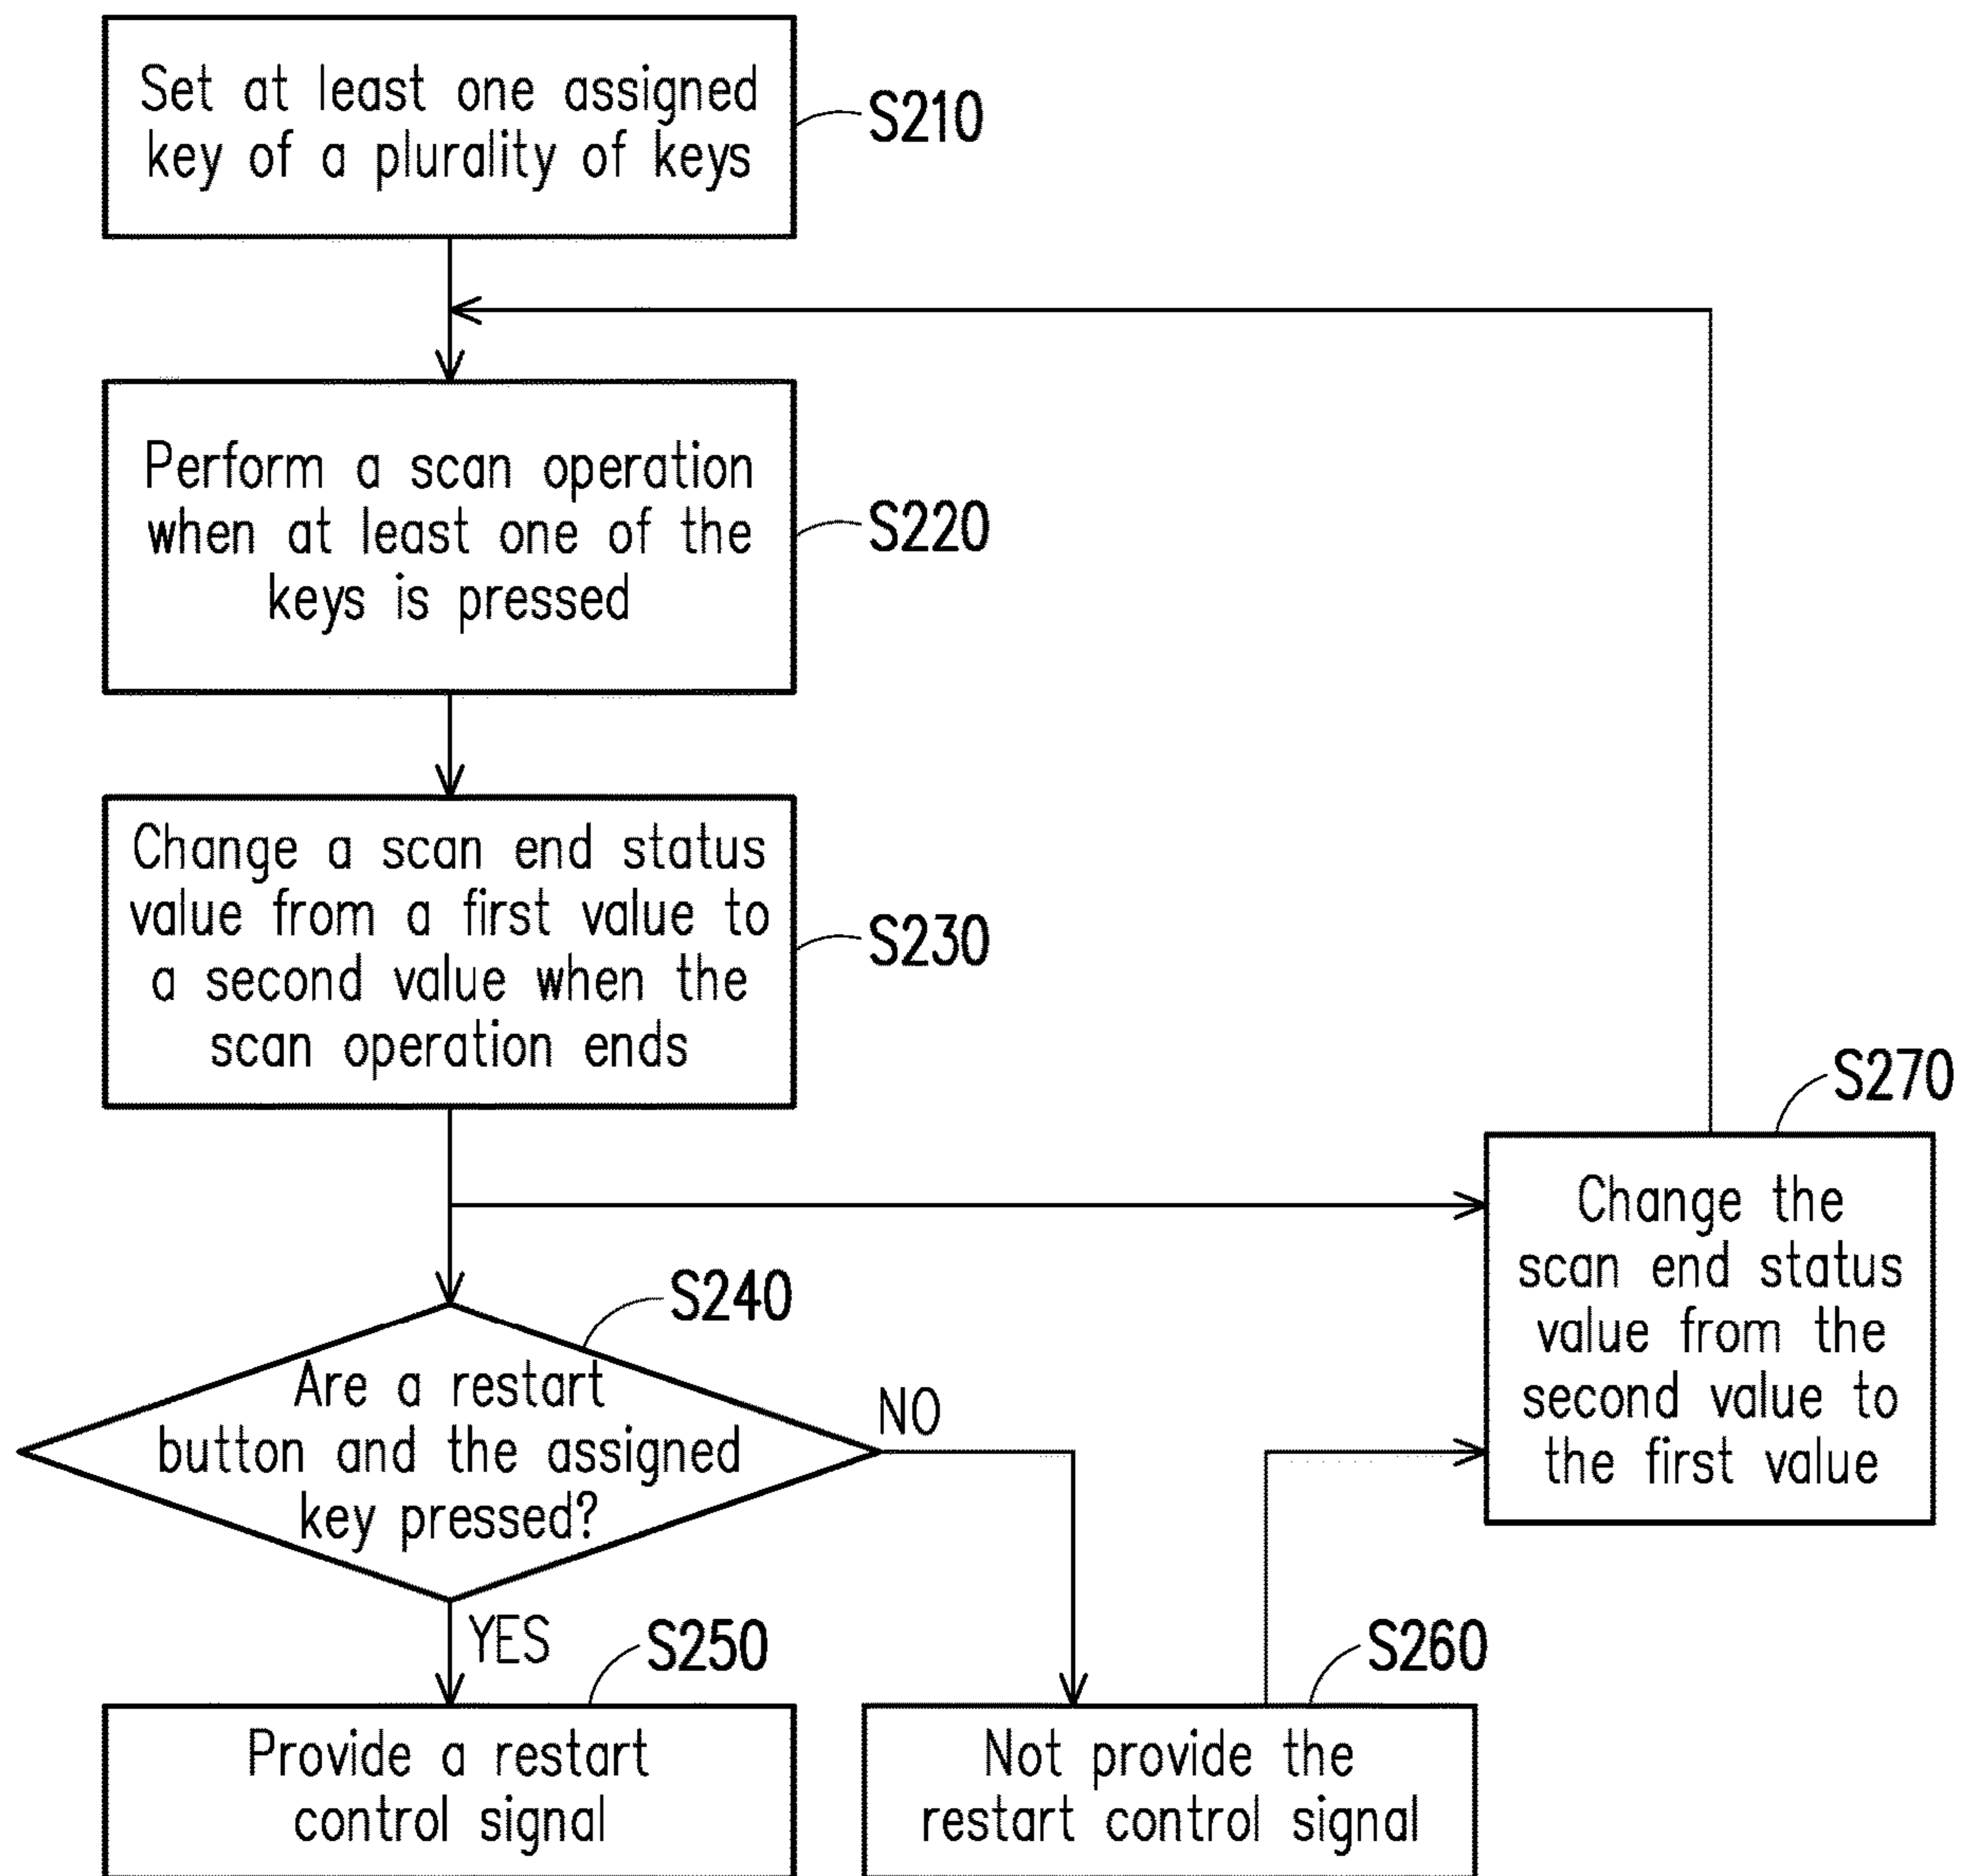 Set at least one assigned
key of a plurality of keys
S210
Perform a scan operation
when at least one of the
keys is pressed
S220
Change a scan end status
value from a first value to
a second value when the
scan operation ends
S230
S270
Change the
scan end status
value from the
second value to
the first value
S240
Are a restart
button and the assigned
key pressed?
NO
YES
S250
Provide a restart
control signal
S260
Not provide the
restart control signal